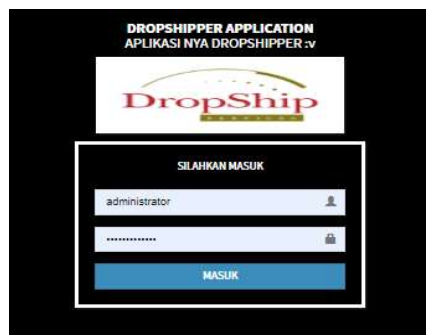 DROPSHIPPER APPLICATION
APLIKASI NYA DROPSHIPPER :v
DropShip
SILAHKAN MASUK
administrator
•••••••••••••
MASUK